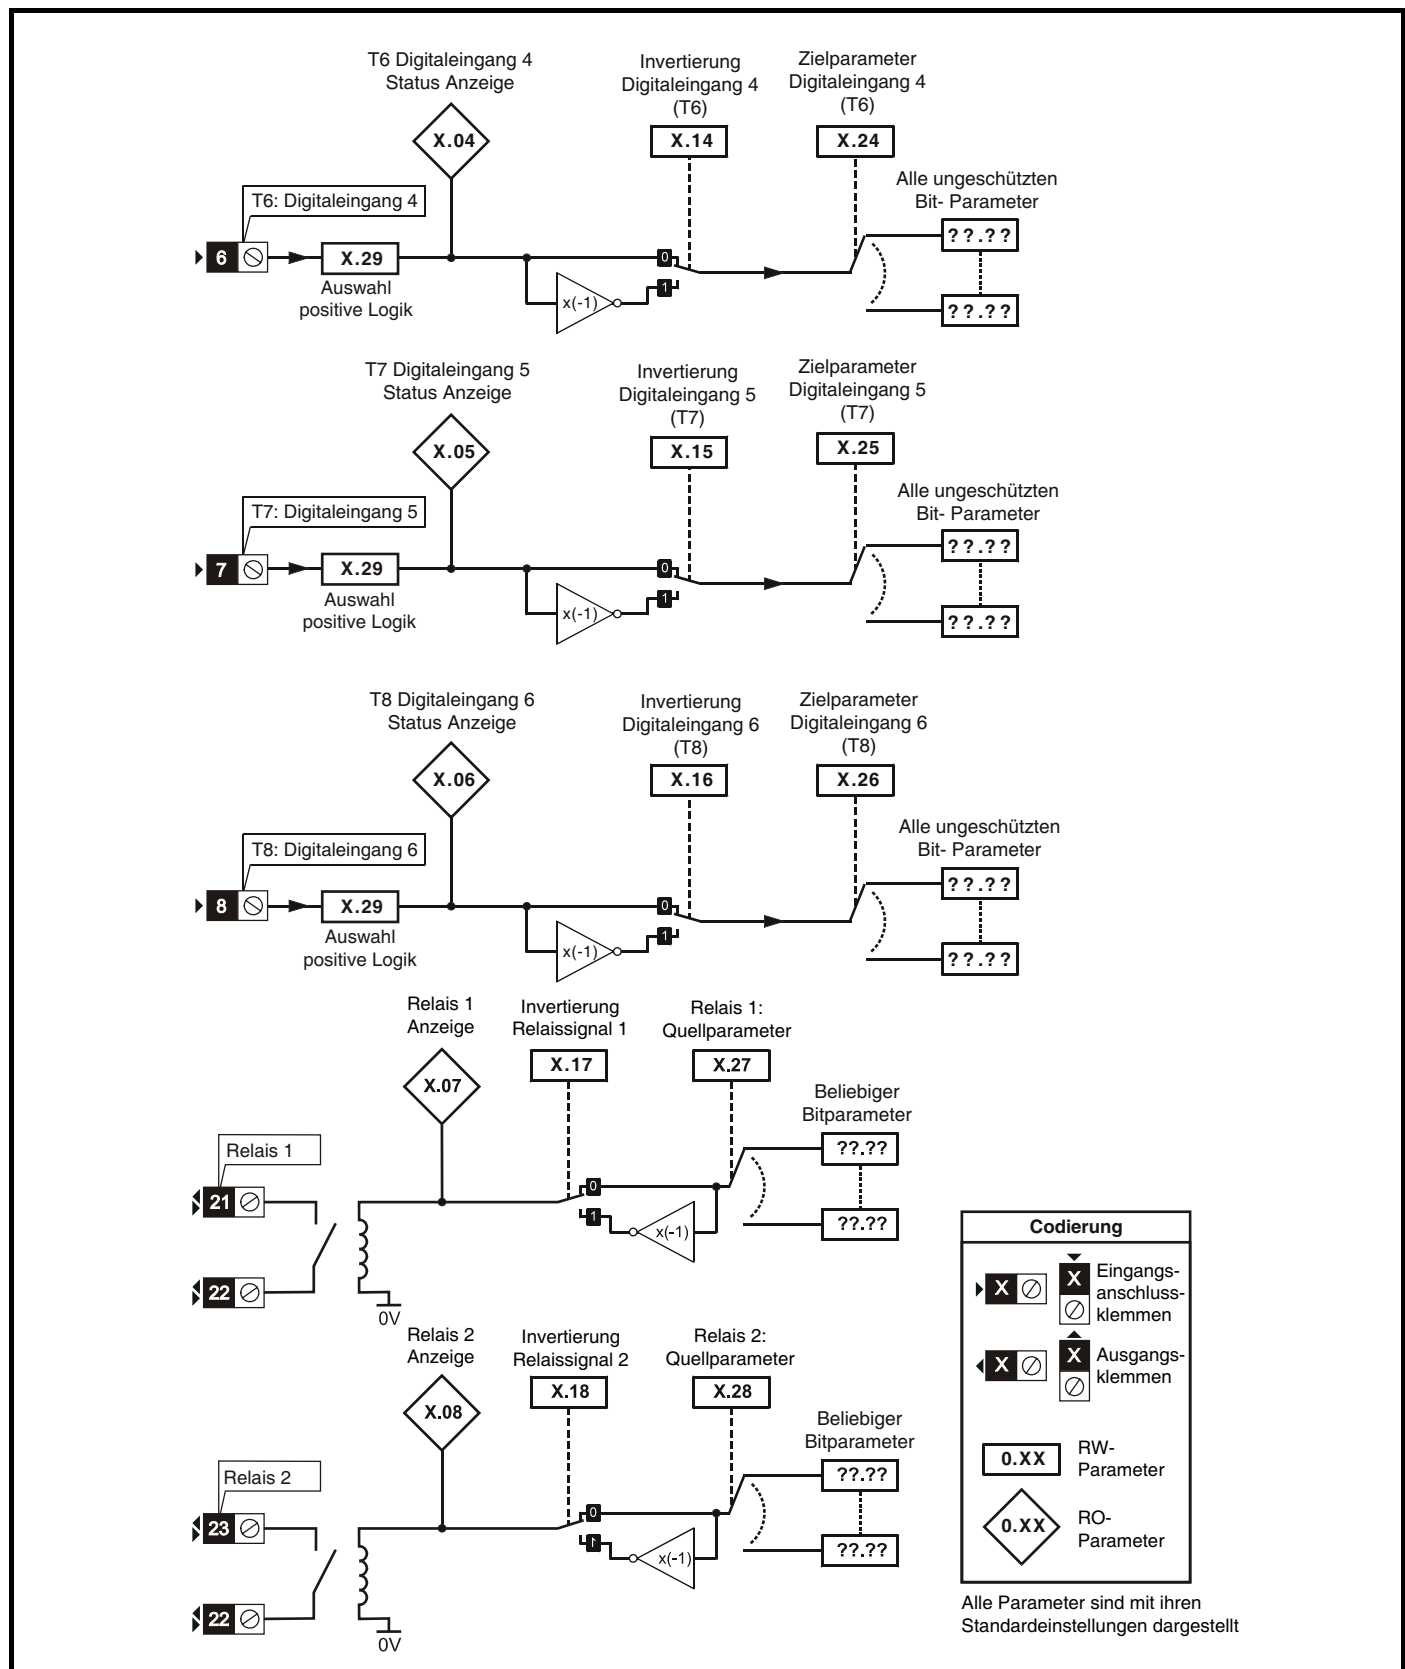 T6 Digitaleingang 4
Status Anzeige
Invertierung
Digitaleingang 4
(T6)
Zielparameter
Digitaleingang 4
(T6)
X.04
X.14
X.24
Alle ungeschützten
Bit- Parameter
T6: Digitaleingang 4
??.??
6
X.29
0
1
x(-1)
Auswahl
positive Logik
??.??
T7 Digitaleingang 5
Status Anzeige
Invertierung
Digitaleingang 5
(T7)
Zielparameter
Digitaleingang 5
(T7)
X.05
X.15
X.25
Alle ungeschützten
Bit- Parameter
T7: Digitaleingang 5
??.??
7
X.29
0
1
x(-1)
Auswahl
positive Logik
??.??
T8 Digitaleingang 6
Status Anzeige
Invertierung
Digitaleingang 6
(T8)
Zielparameter
Digitaleingang 6
(T8)
X.06
X.16
X.26
Alle ungeschützten
Bit- Parameter
T8: Digitaleingang 6
??.??
8
X.29
0
1
x(-1)
Auswahl
positive Logik
??.??
Relais 1
Anzeige
Invertierung
Relaissignal 1
Relais 1:
Quellparameter
X.07
X.17
X.27
Beliebiger
Bitparameter
Relais 1
??.??
21
0
1
x(-1)
??.??
22
0V
Relais 2
Anzeige
Invertierung
Relaissignal 2
Relais 2:
Quellparameter
X.08
X.18
X.28
Beliebiger
Bitparameter
Relais 2
??.??
23
0
1
x(-1)
??.??
22
0V
Codierung
X
X
Eingangs-
anschluss-
klemmen
X
X
Ausgangs-
klemmen
0.XX
RW-
Parameter
0.XX
RO-
Parameter
Alle Parameter sind mit ihren
Standardeinstellungen dargestellt